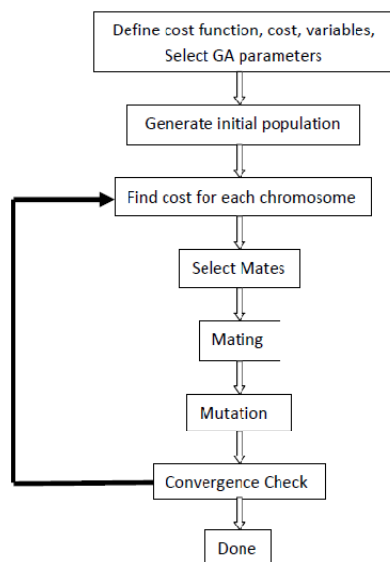 Define cost function, cost, variables,
Select GA parameters
Generate initial population
Find cost for each chromosome
Select Mates
Mating
Mutation
Convergence Check
Done